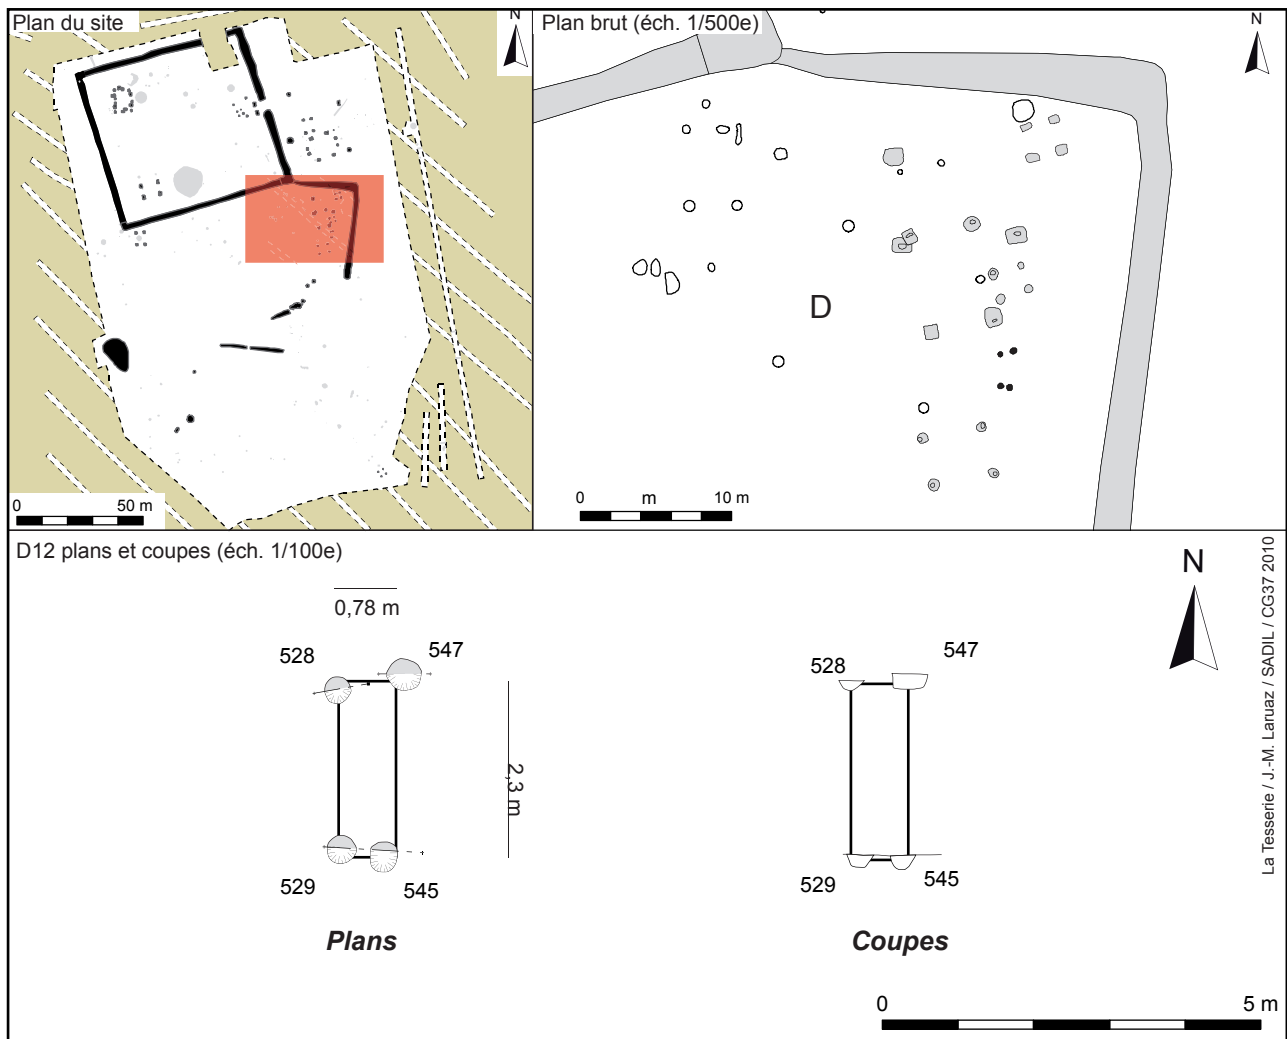 Plan du site
N
0 50 m
Plan brut (éch. 1/500e)
N
D
0 m 10 m
D12 plans et coupes (éch. 1/100e)
0,78 m
528 547
2,3 m
529 545
Plans
528 547
529 545
Coupes
N
0 5 m
La Tesserie / J.-M. Laruaz / SADIL / CG37 2010